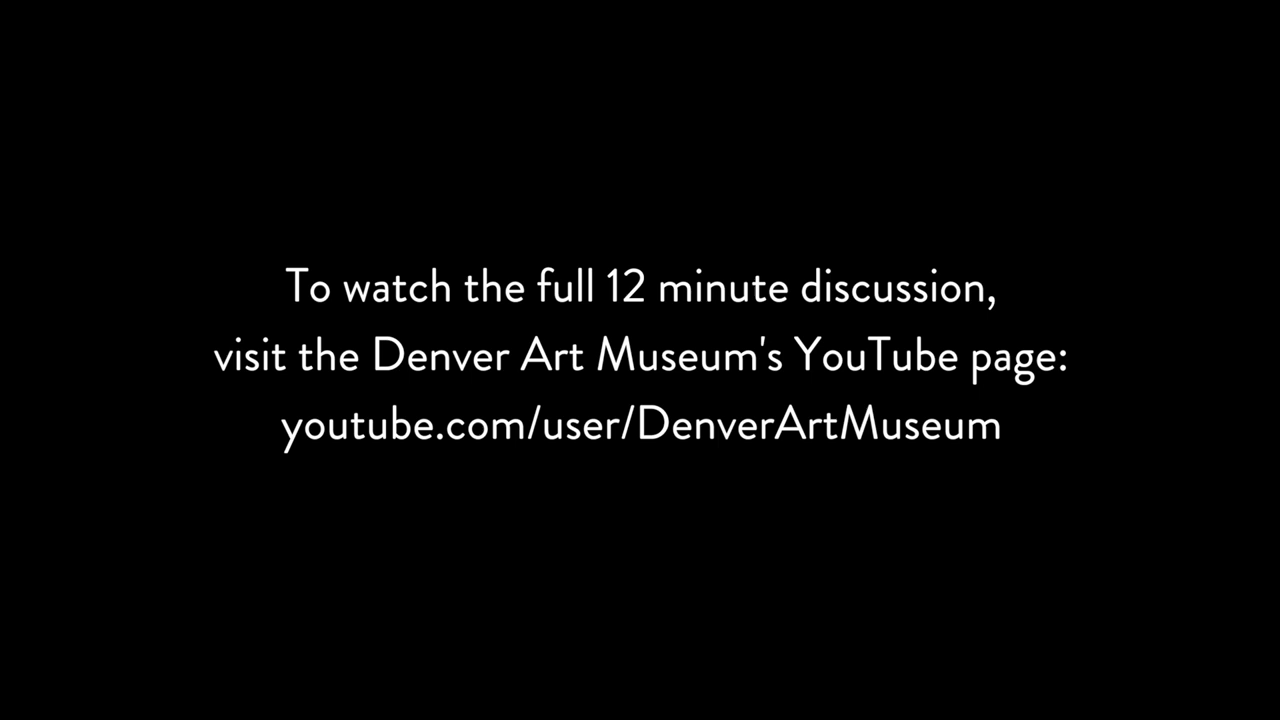 To watch the full 12 minute discussion,
visit the Denver Art Museum's YouTube page:
youtube.com/user/DenverArtMuseum